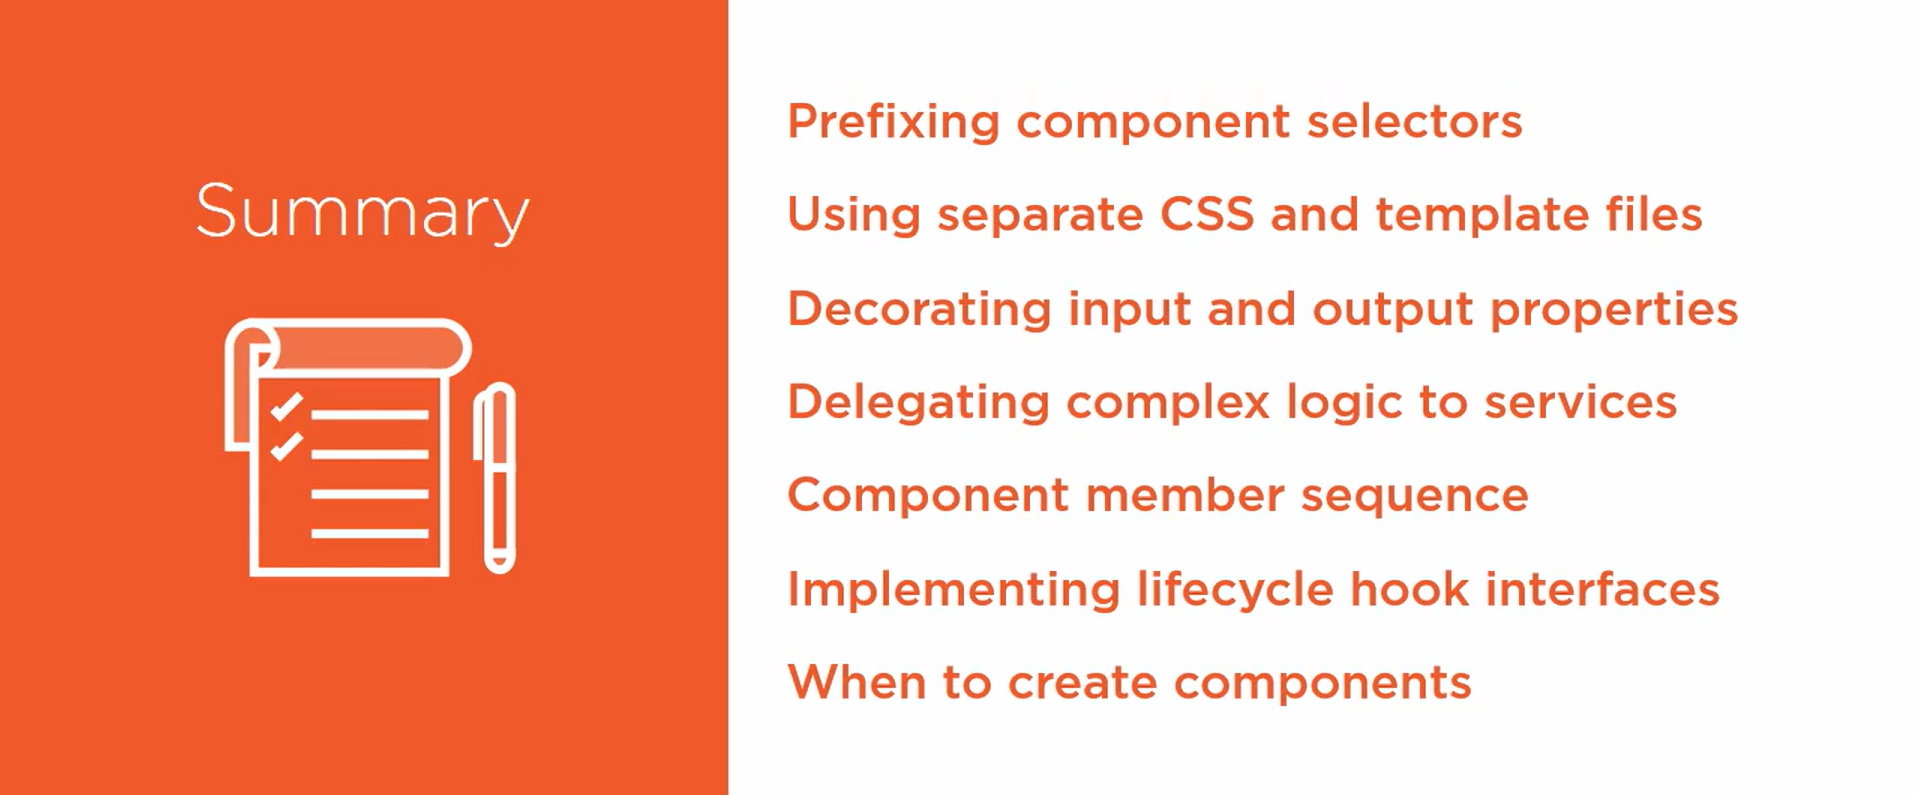 Summary
Prefixing component selectors
Using separate CSS and template files
Decorating input and output properties
Delegating complex logic to services
Component member sequence
Implementing lifecycle hook interfaces
When to create components